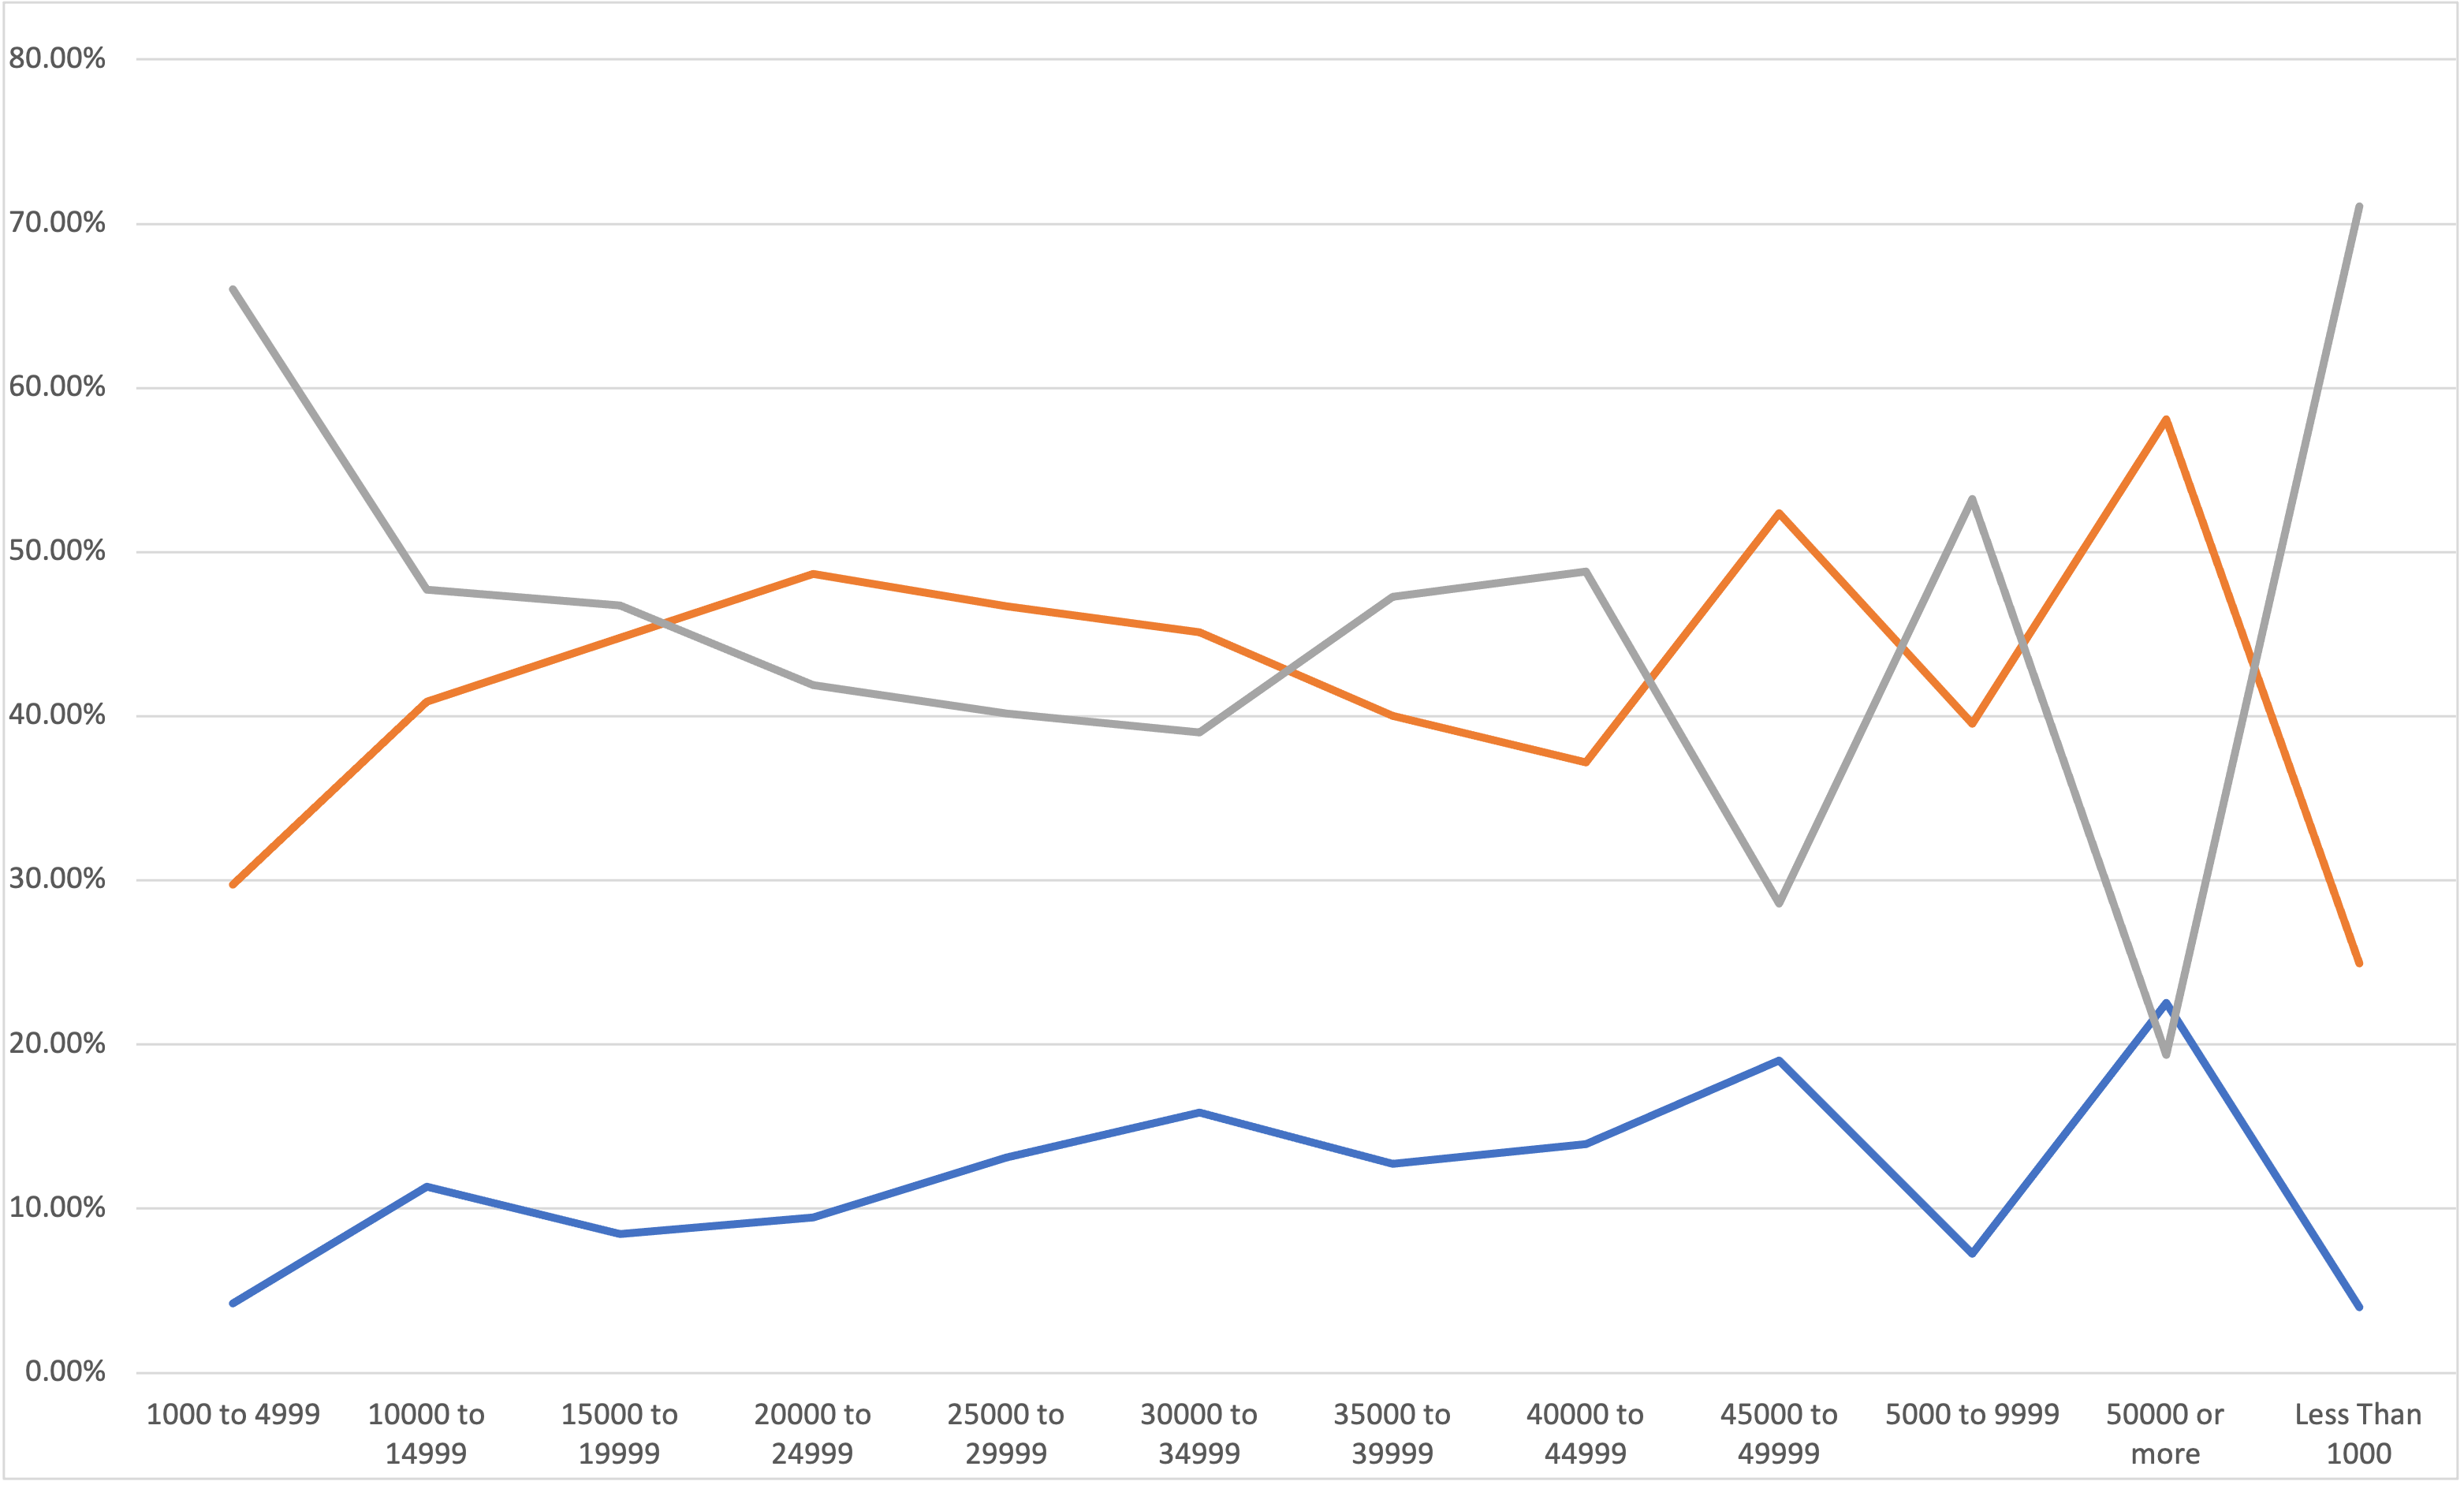 80.00%
70.00%
60.00%
50.00%
40.00%
30.00%
20.00%
10.00%
0.00%
1000 to 4999
10000 to
14999
15000 to
19999
20000 to
24999
25000 to
29999
30000 to
34999
35000 to
39999
40000 to
44999
45000 to
49999
5000 to 9999
50000 or
more
Less Than
1000